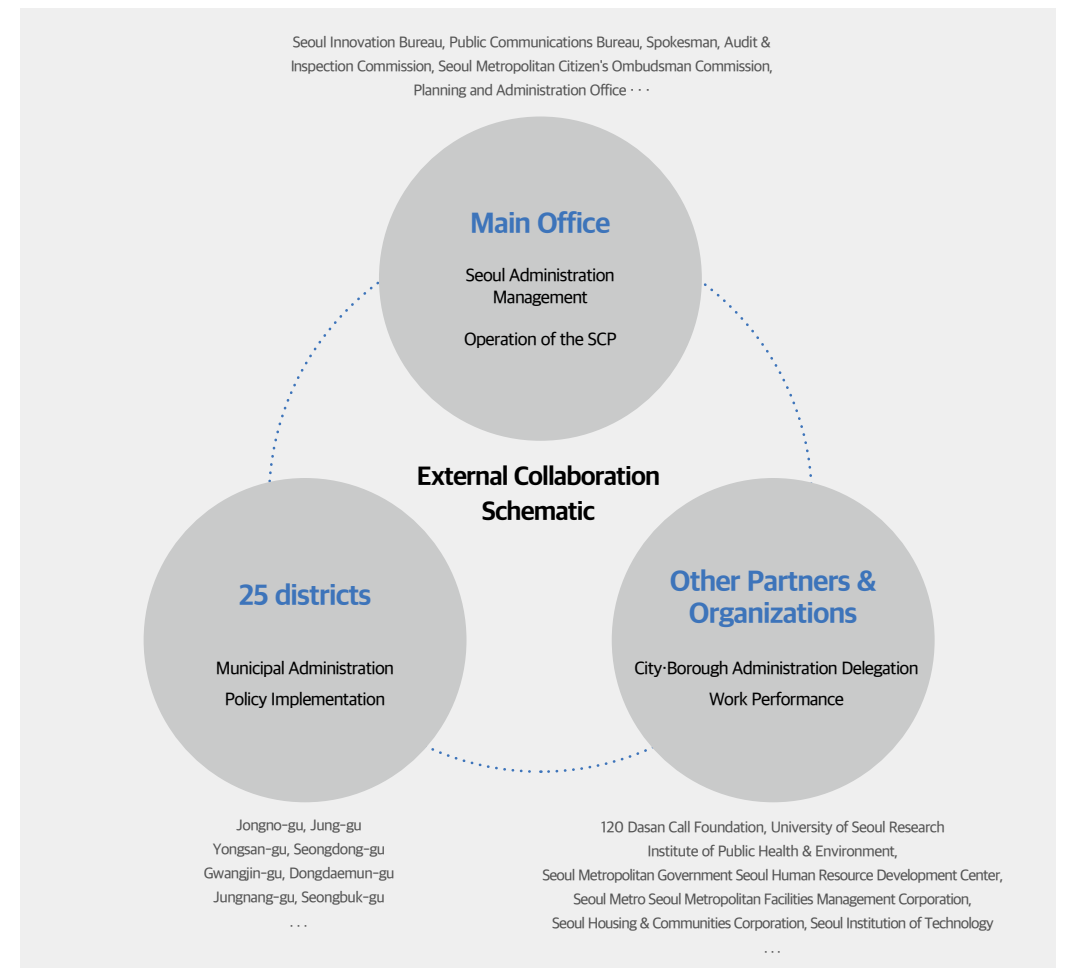 Seoul Innovation Bureau, Public Communications Bureau, Spokesman, Audit &
Inspection Commission, Seoul Metropolitan Citizen's Ombudsman Commission,
Planning and Administration Office · · ·
Main Office
Seoul Administration
Management
Operation of the SCP
External Collaboration
Schematic
25 districts
Municipal Administration
Policy Implementation
Other Partners &
Organizations
City·Borough Administration Delegation
Work Performance
Jongno-gu, Jung-gu
Yongsan-gu, Seongdong-gu
Gwangjin-gu, Dongdaemun-gu
Jungnang-gu, Seongbuk-gu
· · ·
120 Dasan Call Foundation, University of Seoul Research
Institute of Public Health & Environment,
Seoul Metropolitan Government Seoul Human Resource Development Center,
Seoul Metro Seoul Metropolitan Facilities Management Corporation,
Seoul Housing & Communities Corporation, Seoul Institution of Technology
· · ·